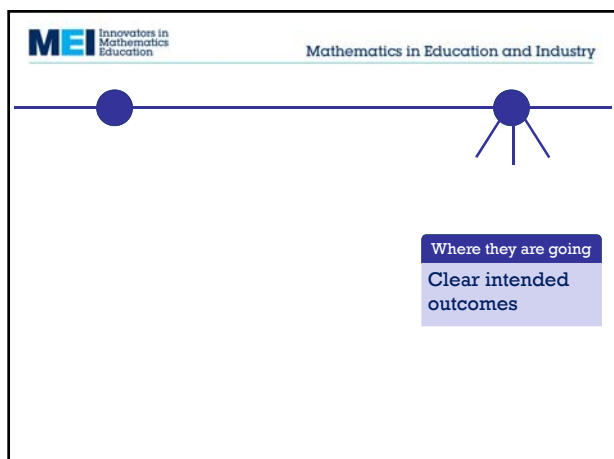 MEI
Innovators in
Mathematics
Education
Mathematics in Education and Industry
Where they are going
Clear intended
outcomes